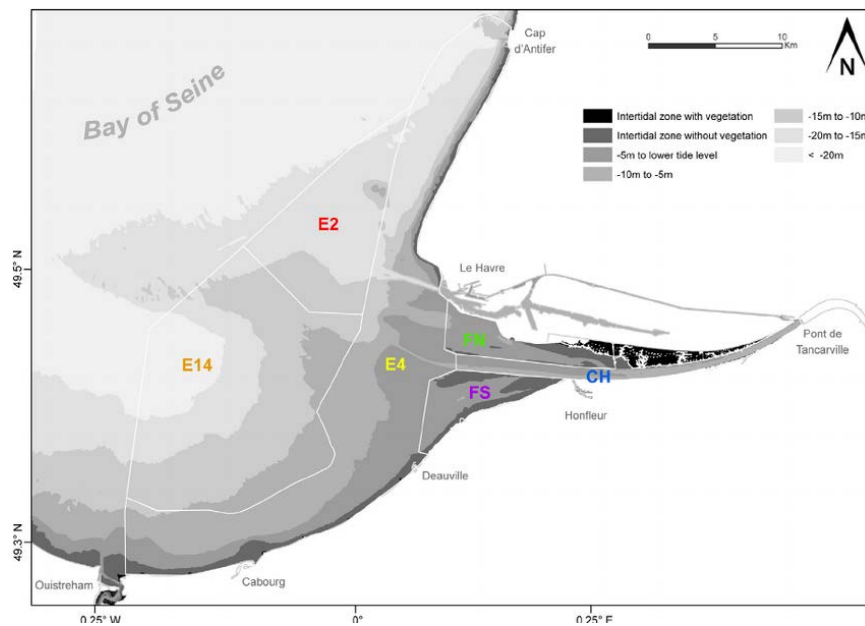 Cap
d'Antifer
0
5
10
Km
N
Bay of Seine
Intertidal zone with vegetation
Intertidal zone without vegetation
-5m to lower tide level
-10m to -5m
-15m to -10m
-20m to -15m
< -20m
E2
49.5° N
Le Havre
FN
Pont de
Tancarville
E14
E4
CH
FS
Honfleur
Deauville
49.3° N
Ouistreham
Cabourg
0.25° W
0°
0.25° E